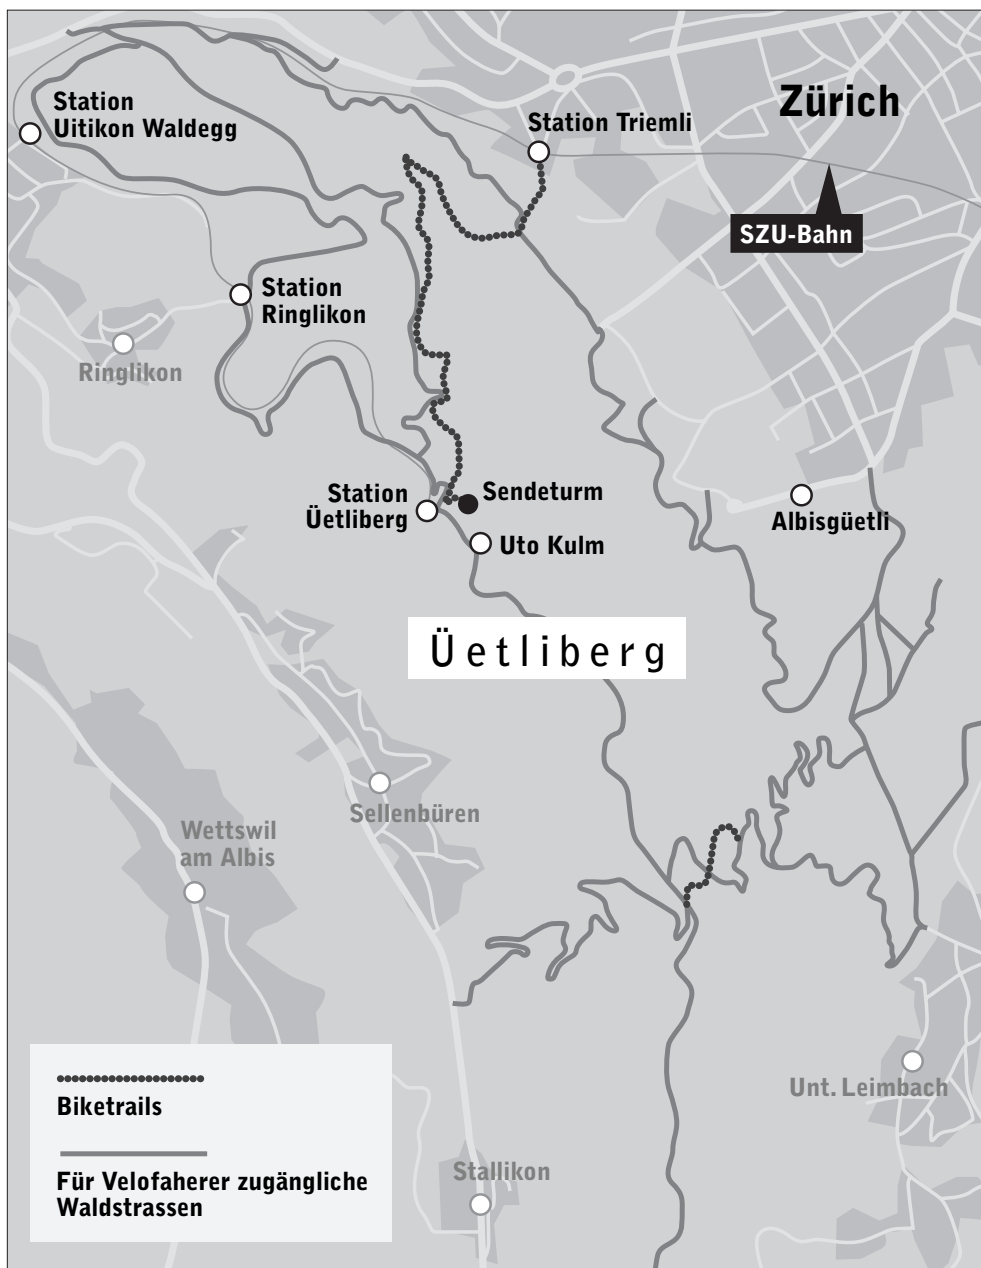 Station
Uitikon Waldegg
Station Triemli
Zürich
SZU-Bahn
Station
Ringlikon
Ringlikon
Station
Üetliberg
Sendeturm
Uto Kulm
Albisgüetli
Üetliberg
Sellenbüren
Wettswil
am Albis
Unt. Leimbach
Stallikon
Biketrails
Für Velofaherer zugängliche
Waldstrassen